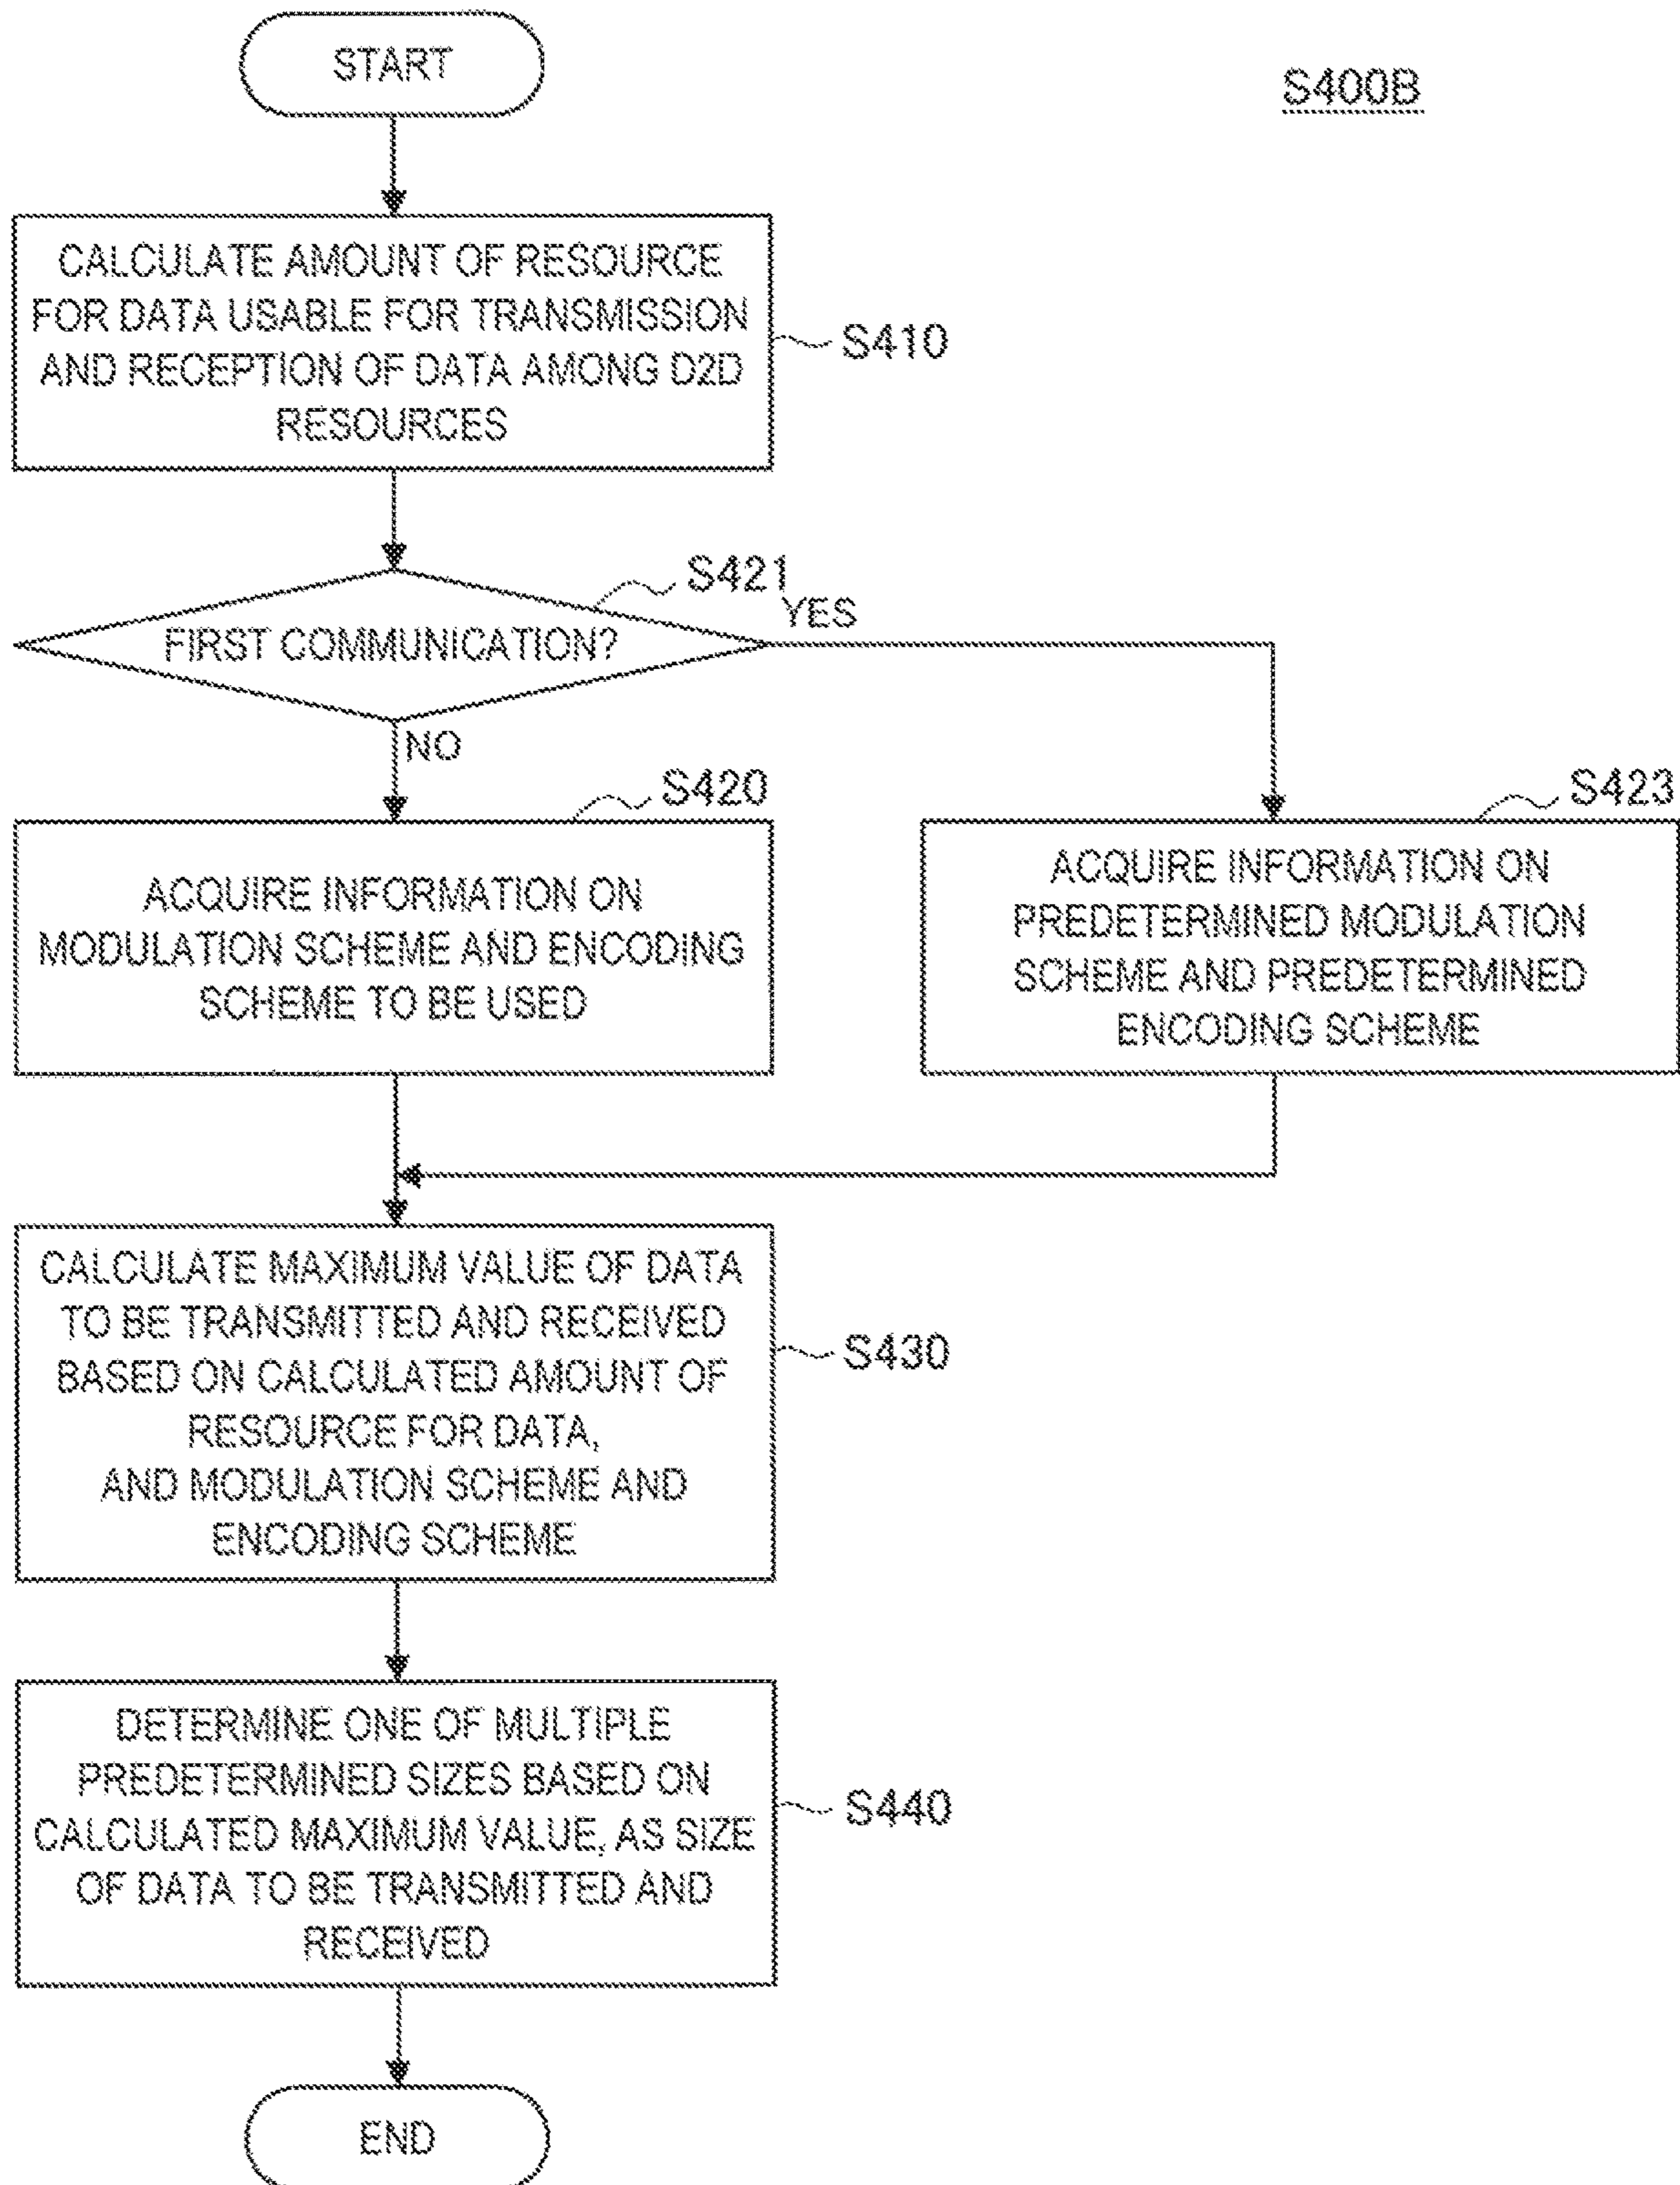 START
S400B
CALCULATE AMOUNT OF RESOURCE
FOR DATA USABLE FOR TRANSMISSION
AND RECEPTION OF DATA AMONG D2D
RESOURCES
S410
S421
YES
FIRST COMMUNICATION?
NO
S420
S423
ACQUIRE INFORMATION ON
MODULATION SCHEME AND ENCODING
SCHEME TO BE USED
ACQUIRE INFORMATION ON
PREDETERMINED MODULATION
SCHEME AND PREDETERMINED
ENCODING SCHEME
CALCULATE MAXIMUM VALUE OF DATA
TO BE TRANSMITTED AND RECEIVED
BASED ON CALCULATED AMOUNT OF
RESOURCE FOR DATA,
AND MODULATION SCHEME AND
ENCODING SCHEME
S430
DETERMINE ONE OF MULTIPLE
PREDETERMINED SIZES BASED ON
CALCULATED MAXIMUM VALUE, AS SIZE
OF DATA TO BE TRANSMITTED AND
RECEIVED
S440
END